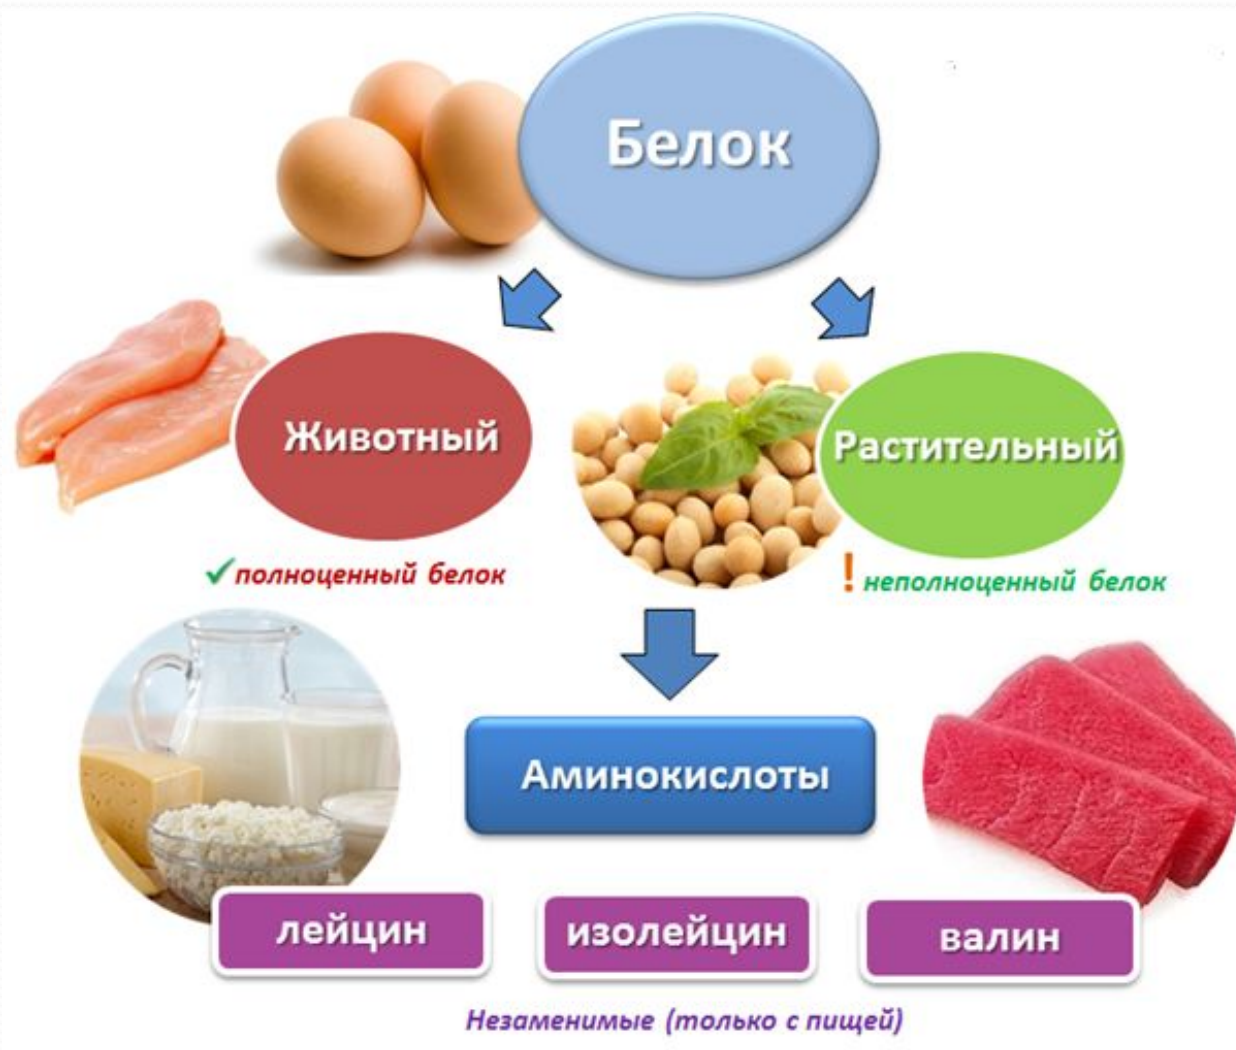 Белок
Животный
Растительный
полноценный белок
! неполноценный белок
Аминокислоты
лейцин
изолейцин
валин
Незаменимые (только с пищей)